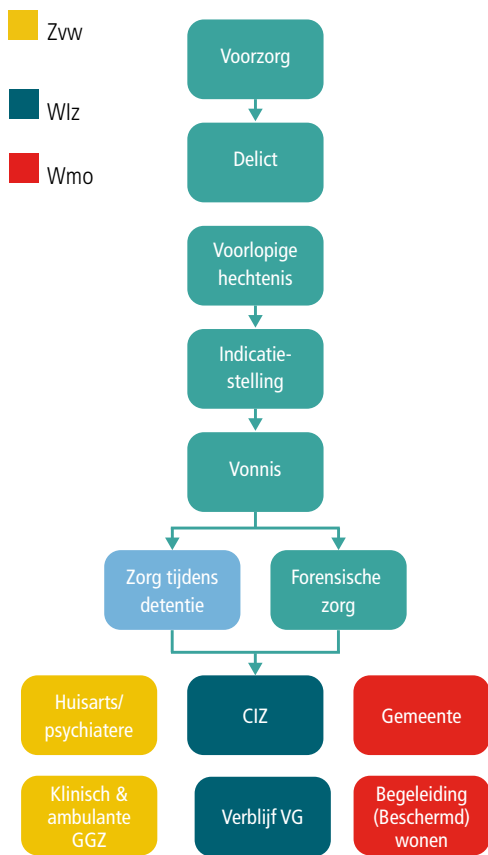 Zvw
Wlz
Wmo
Voorzorg
Delict
Voorlopige
hechtenis
Indicatie-
stelling
Vonnis
Zorg tijdens
detentie
Forensische
zorg
Huisarts/
psychiatere
CIZ
Gemeente
Klinisch &
ambulante
GGZ
Verblijf VG
Begeleiding
(Beschermd)
wonen